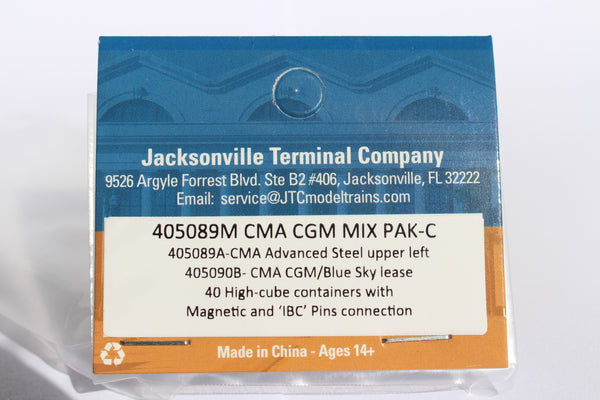 Jacksonville Terminal Company
9526 Argyle Forrest Blvd. Ste B2 #406, Jacksonville, FL 32222
Email: service@JTCmodeltrains.com
405089M CMA CGM MIX PAK-C
405089A-CMA Advanced Steel upper left
405090B- CMA CGM/Blue Sky lease
40 High-cube containers with
Magnetic and ‘IBC’ Pins connection
Made in China - Ages 14+